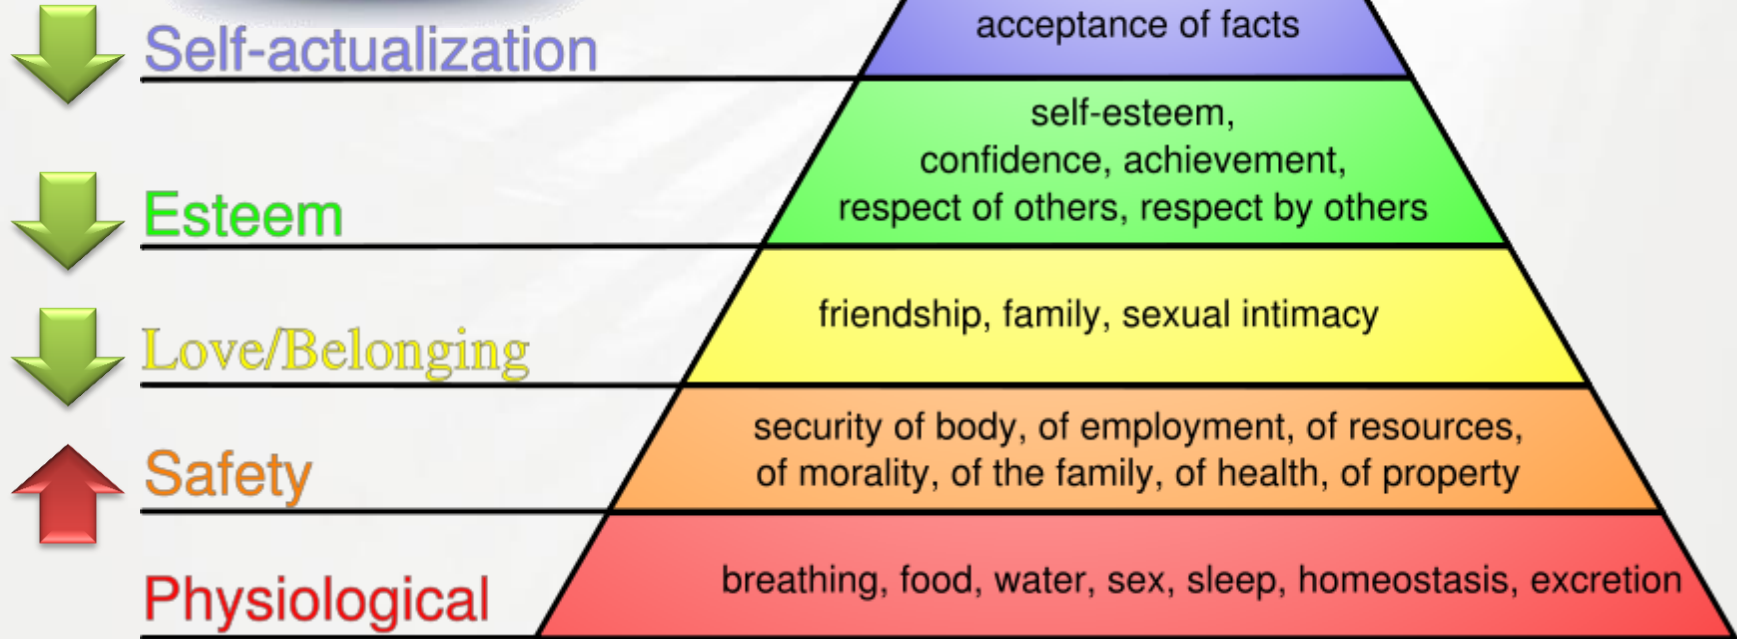 Self-actualization
acceptance of facts
Esteem
self-esteem,
confidence, achievement,
respect of others, respect by others
Love/Belonging
friendship, family, sexual intimacy
Safety
security of body, of employment, of resources,
of morality, of the family, of health, of property
Physiological
breathing, food, water, sex, sleep, homeostasis, excretion